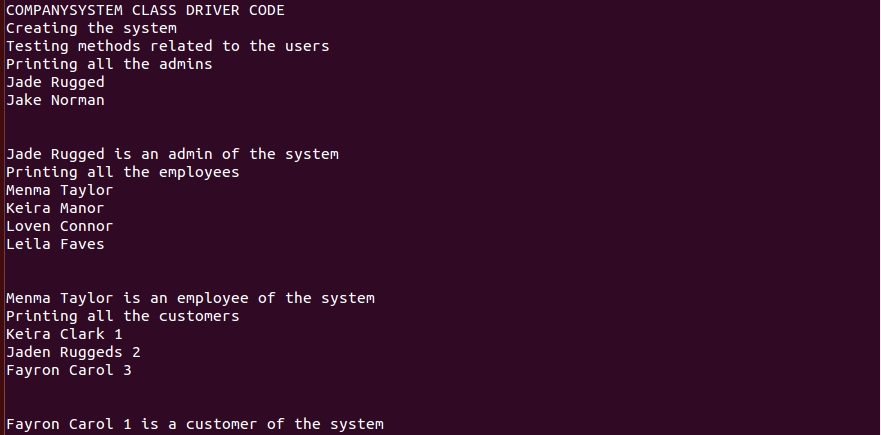 COMPANYSYSTEM CLASS DRIVER CODE
Creating the system
Testing methods related to the users
Printing all the admins
Jade Rugged
Jake Norman
Jade Rugged is an admin of the system
Printing all the employees
Menma Taylor
Keira Manor
Loven Connor
Leila Faves
Menma Taylor is an employee of the system
Printing all the customers
Keira Clark 1
Jaden Ruggeds 2
Fayron Carol 3
Fayron Carol 1 is a customer of the system